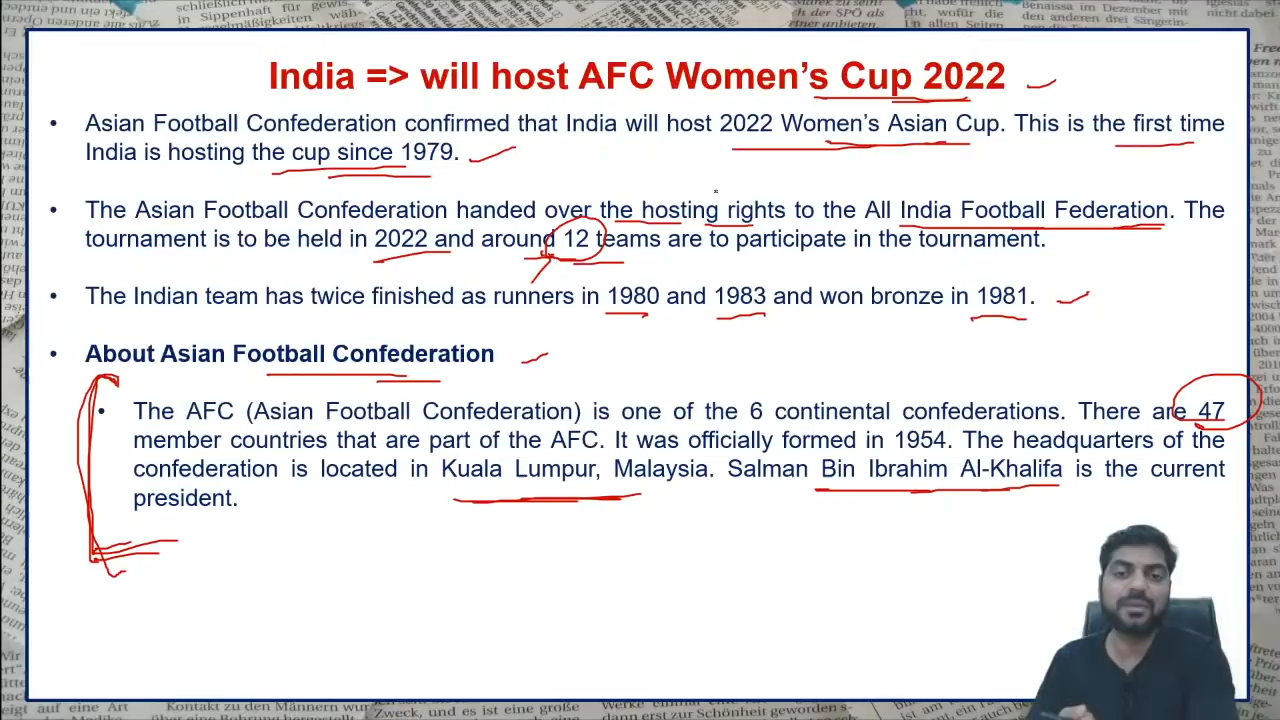 India => will host AFC Women's Cup 2022
• Asian Football Confederation confirmed that India will host 2022 Women's Asian Cup. This is the first time
India is hosting the cup since 1979.
• The Asian Football Confederation handed over the hosting rights to the All India Football Federation. The
tournament is to be held in 2022 and around 12 teams are to participate in the tournament.
• The Indian team has twice finished as runners in 1980 and 1983 and won bronze in 1981.
• About Asian Football Confederation
• The AFC (Asian Football Confederation) is one of the 6 continental confederations. There are 47
member countries that are part of the AFC. It was officially formed in 1954. The headquarters of the
confederation is located in Kuala Lumpur, Malaysia. Salman Bin Ibrahim Al-Khalifa is the current
president.